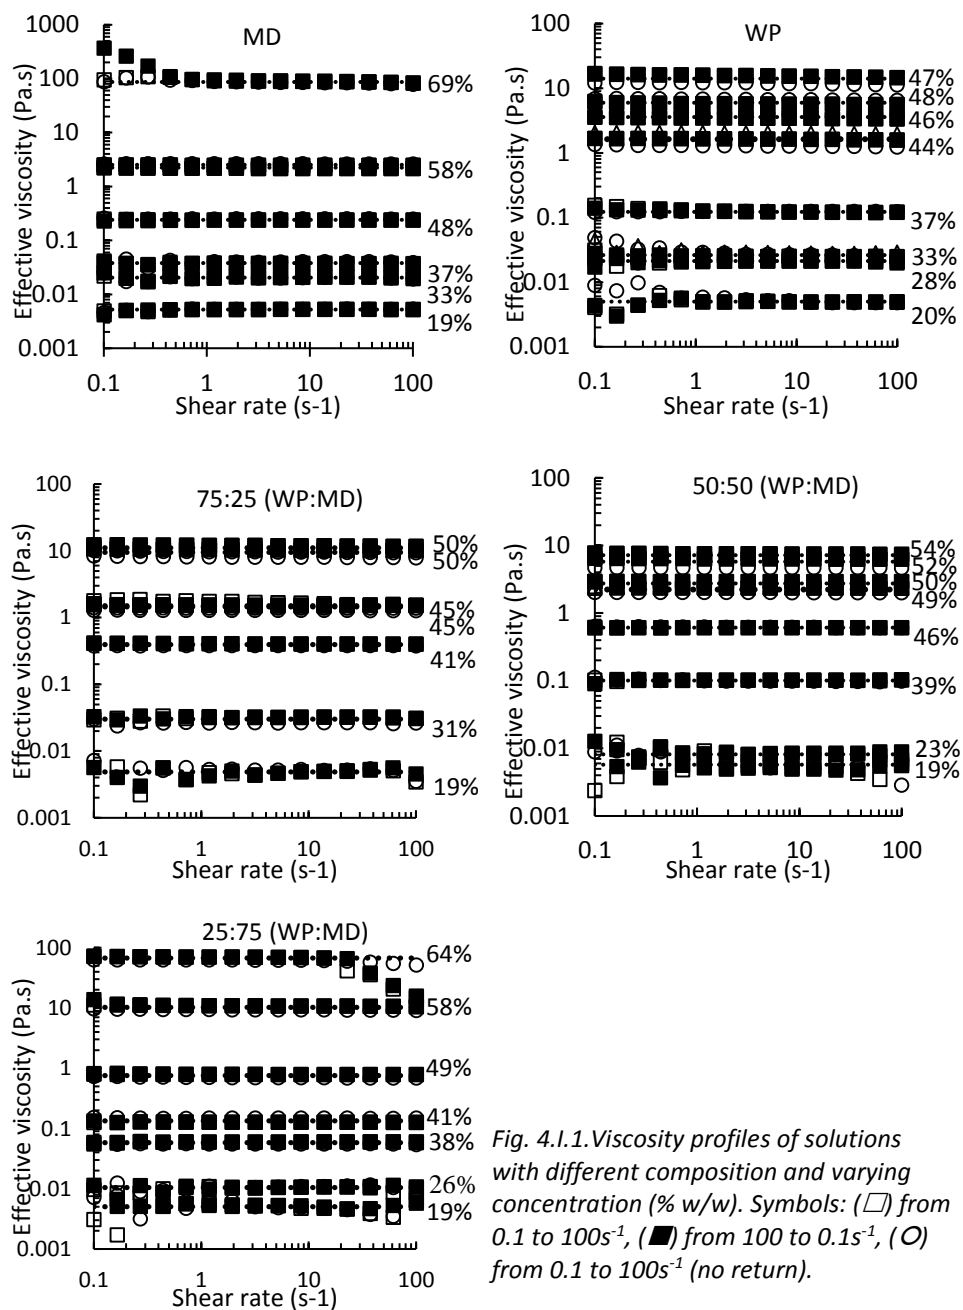 MD
Effective viscosity (Pa.s)
1000
100
10
1
0.1
0.01
0.001
69%
58%
48%
37%
33%
19%
0.1 1 10 100
Shear rate (s-1)
WP
Effective viscosity (Pa.s)
100
10
1
0.1
0.01
0.001
47%
48%
46%
44%
37%
33%
28%
20%
0.1 1 10 100
Shear rate (s-1)
75:25 (WP:MD)
Effective viscosity (Pa.s)
100
10
1
0.1
0.01
0.001
50%
50%
45%
45%
41%
31%
19%
0.1 1 10 100
Shear rate (s-1)
50:50 (WP:MD)
Effective viscosity (Pa.s)
100
10
1
0.1
0.01
0.001
54%
52%
50%
49%
46%
39%
23%
19%
0.1 1 10 100
Shear rate (s-1)
25:75 (WP:MD)
Effective viscosity (Pa.s)
100
10
1
0.1
0.01
0.001
64%
58%
49%
41%
38%
26%
19%
0.1 1 10 100
Shear rate (s-1)
Fig. 4.I.1.Viscosity profiles of solutions
with different composition and varying
concentration (% w/w). Symbols: (□) from
0.1 to 100s⁻¹, (■) from 100 to 0.1s⁻¹, (O)
from 0.1 to 100s⁻¹ (no return).